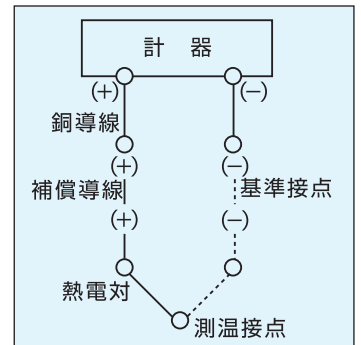 計 器
(+) (−)
銅導線
(+) (−)
補償導線 基準接点
(+) (−)
熱電対
測温接点